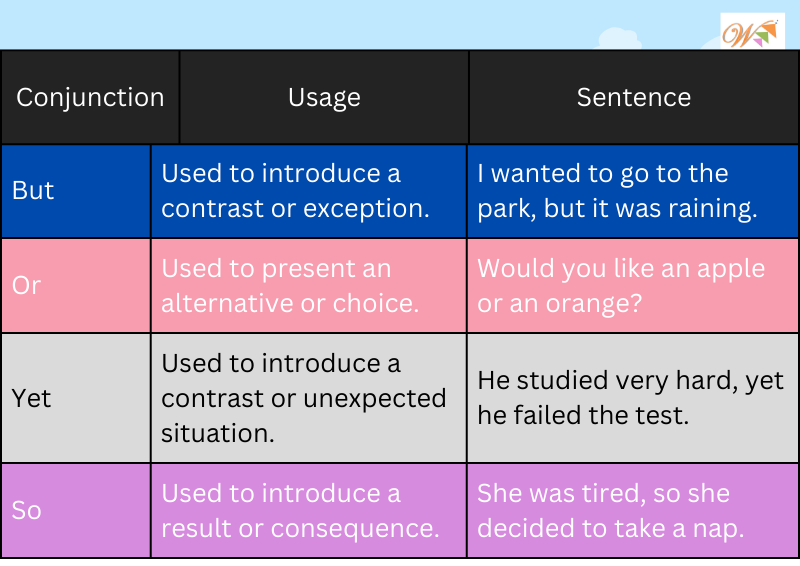 W
Conjunction
Usage
Sentence
But
Used to introduce a
contrast or exception.
I wanted to go to the
park, but it was raining.
Or
Used to present an
alternative or choice.
Would you like an apple
or an orange?
Yet
Used to introduce a
contrast or unexpected
situation.
He studied very hard, yet
he failed the test.
So
Used to introduce a
result or consequence.
She was tired, so she
decided to take a nap.